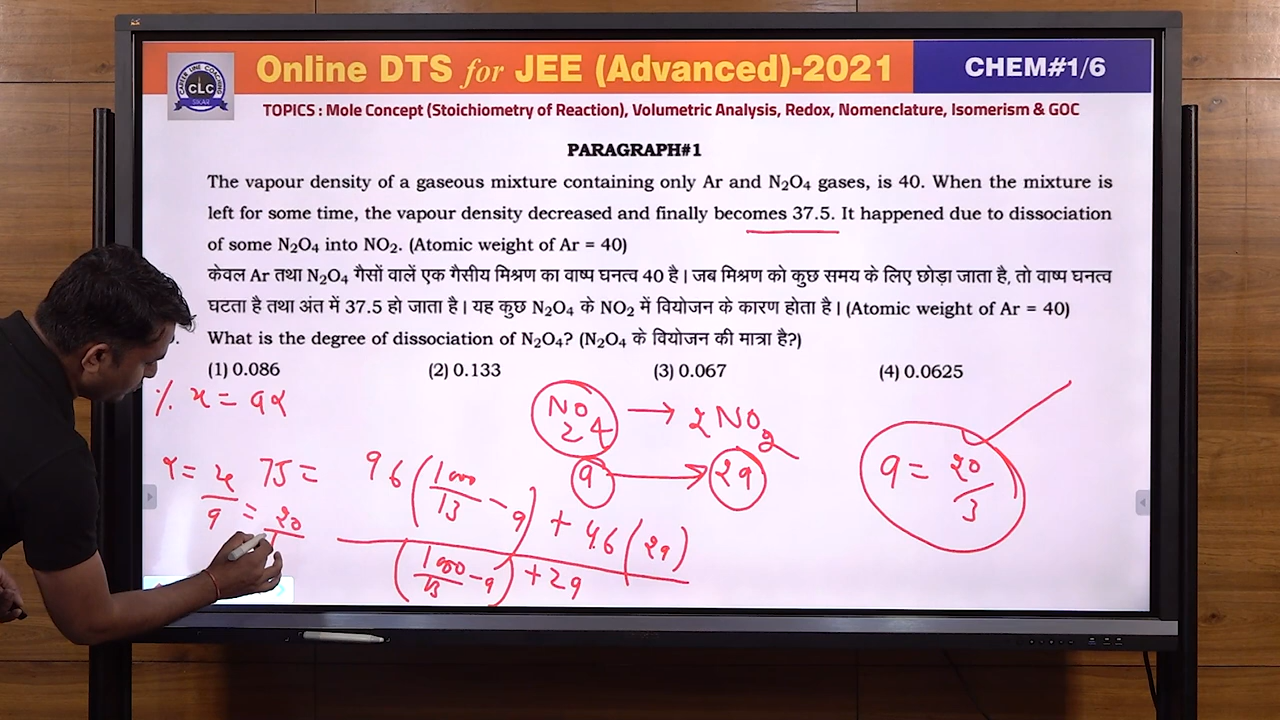 Online DTS for JEE (Advanced)-2021
CHEM#1/6
CAREER LINE COACHING
CLC
SIKAR
TOPICS : Mole Concept (Stoichiometry of Reaction), Volumetric Analysis, Redox, Nomenclature, Isomerism & GOC
PARAGRAPH#1
The vapour density of a gaseous mixture containing only Ar and N₂O₄ gases, is 40. When the mixture is
left for some time, the vapour density decreased and finally becomes 37.5. It happened due to dissociation
of some N₂O₄ into NO₂. (Atomic weight of Ar = 40)
केवल Ar तथा N₂O₄ गैसों वालें एक गैसीय मिश्रण का वाष्प घनत्व 40 है। जब मिश्रण को कुछ समय के लिए छोड़ा जाता है, तो वाष्प घनत्व
घटता है तथा अंत में 37.5 हो जाता है। यह कुछ N₂O₄ के NO₂ में वियोजन के कारण होता है। (Atomic weight of Ar = 40)
What is the degree of dissociation of N₂O₄? (N₂O₄ के वियोजन की मात्रा है?)
(1) 0.086 (2) 0.133 (3) 0.067 (4) 0.0625
N₂O₄ → 2NO₂
75 = 96 (1000/13 - a) + 46 (2a)
(1000/13 - a) + 2a
a → 2a
a = 20/3